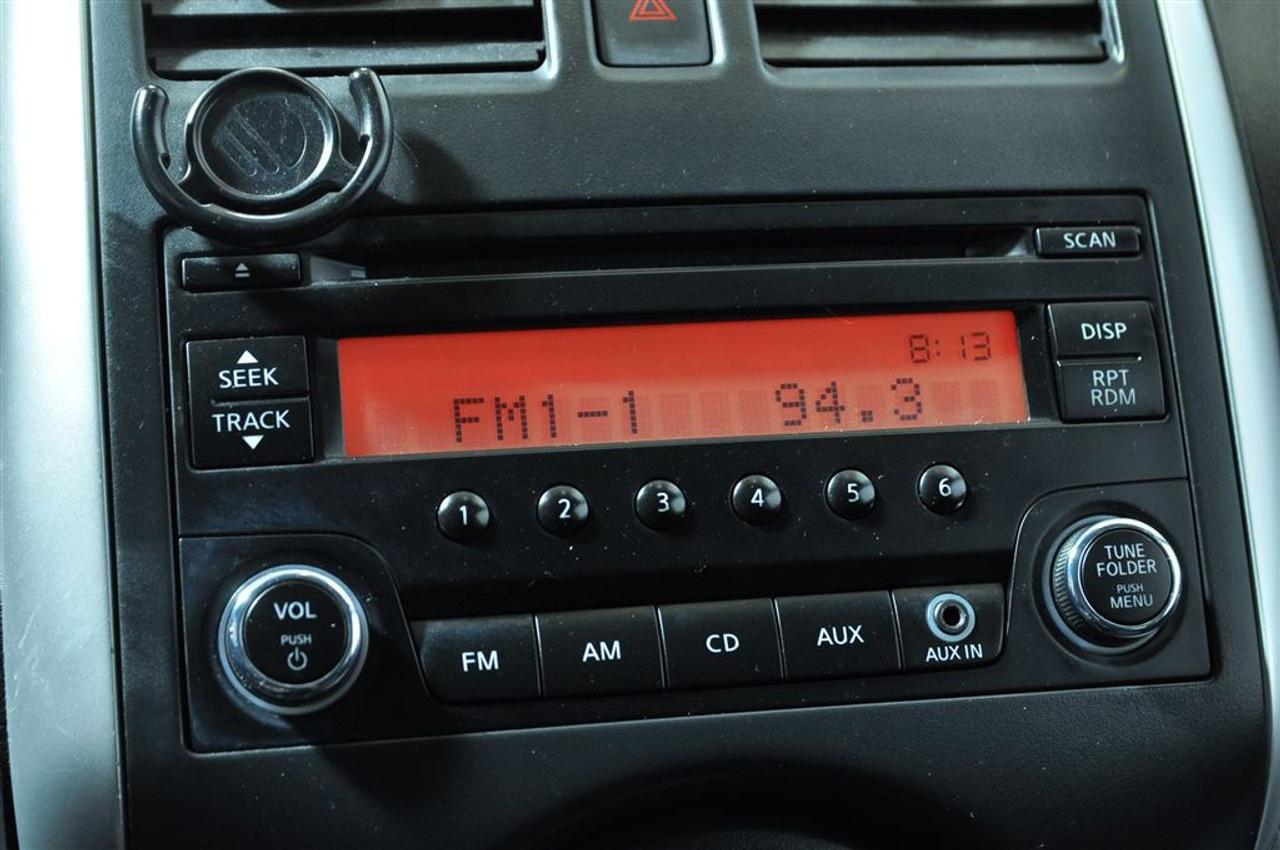 SCAN
SEEK
TRACK
8:13
FM1-1 94.3
DISP
RPT
RDM
1 2 3 4 5 6
VOL
PUSH
FM
AM
CD
AUX
AUX IN
TUNE
FOLDER
PUSH
MENU